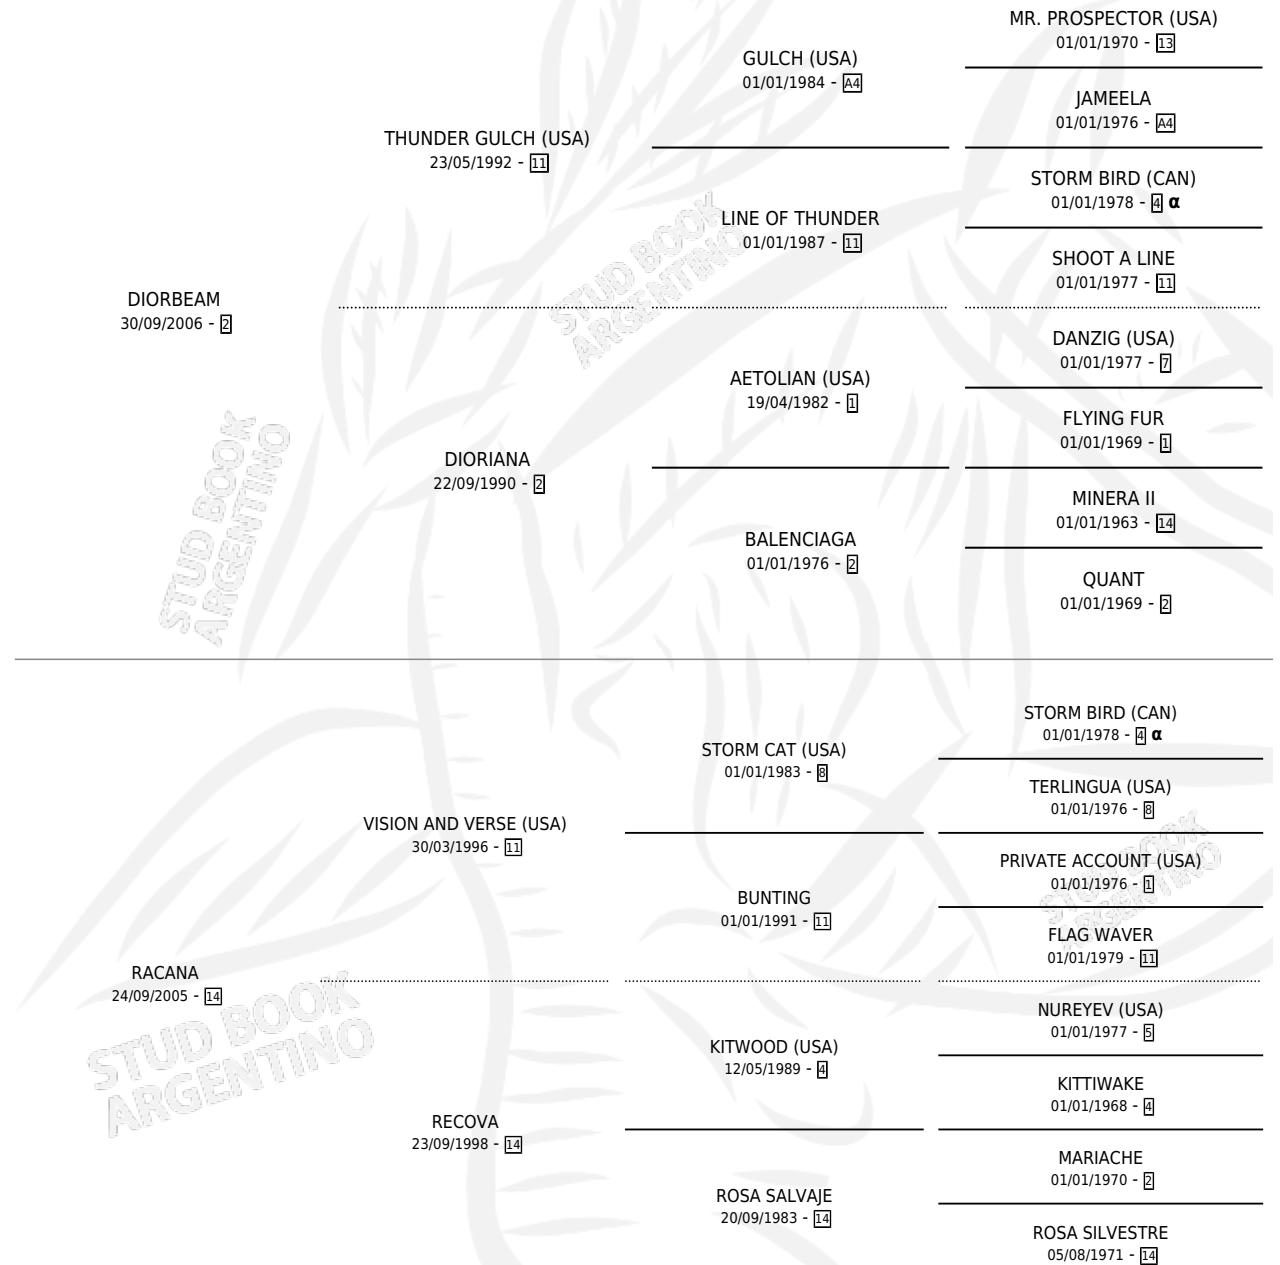 MR. PROSPECTOR (USA)
01/01/1970 - 13
GULCH (USA)
01/01/1984 - A4
JAMEELA
01/01/1976 - A4
THUNDER GULCH (USA)
23/05/1992 - 11
STORM BIRD (CAN)
01/01/1978 - 4 α
LINE OF THUNDER
01/01/1987 - 11
SHOOT A LINE
01/01/1977 - 11
DIORBEAM
30/09/2006 - 2
DANZIG (USA)
01/01/1977 - 7
AETOLIAN (USA)
19/04/1982 - 1
FLYING FUR
01/01/1969 - 1
DIORIANA
22/09/1990 - 2
MINERA II
01/01/1963 - 14
BALENCIAGA
01/01/1976 - 2
QUANT
01/01/1969 - 2
STORM BIRD (CAN)
01/01/1978 - 4 α
STORM CAT (USA)
01/01/1983 - 8
TERLINGUA (USA)
01/01/1976 - 8
VISION AND VERSE (USA)
30/03/1996 - 11
PRIVATE ACCOUNT (USA)
01/01/1976 - 1
BUNTING
01/01/1991 - 11
FLAG WAVER
01/01/1979 - 11
RACANA
24/09/2005 - 14
NUREYEV (USA)
01/01/1977 - 5
KITWOOD (USA)
12/05/1989 - 4
KITTIWAKE
01/01/1968 - 4
RECOVA
23/09/1998 - 14
MARIACHE
01/01/1970 - 2
ROSA SALVAJE
20/09/1983 - 14
ROSA SILVESTRE
05/08/1971 - 14
STUD BOOK
ARGENTINO
STUD BOOK
ARGENTINO
STUD BOOK
ARGENTINO
STUD BOOK
ARGENTINO